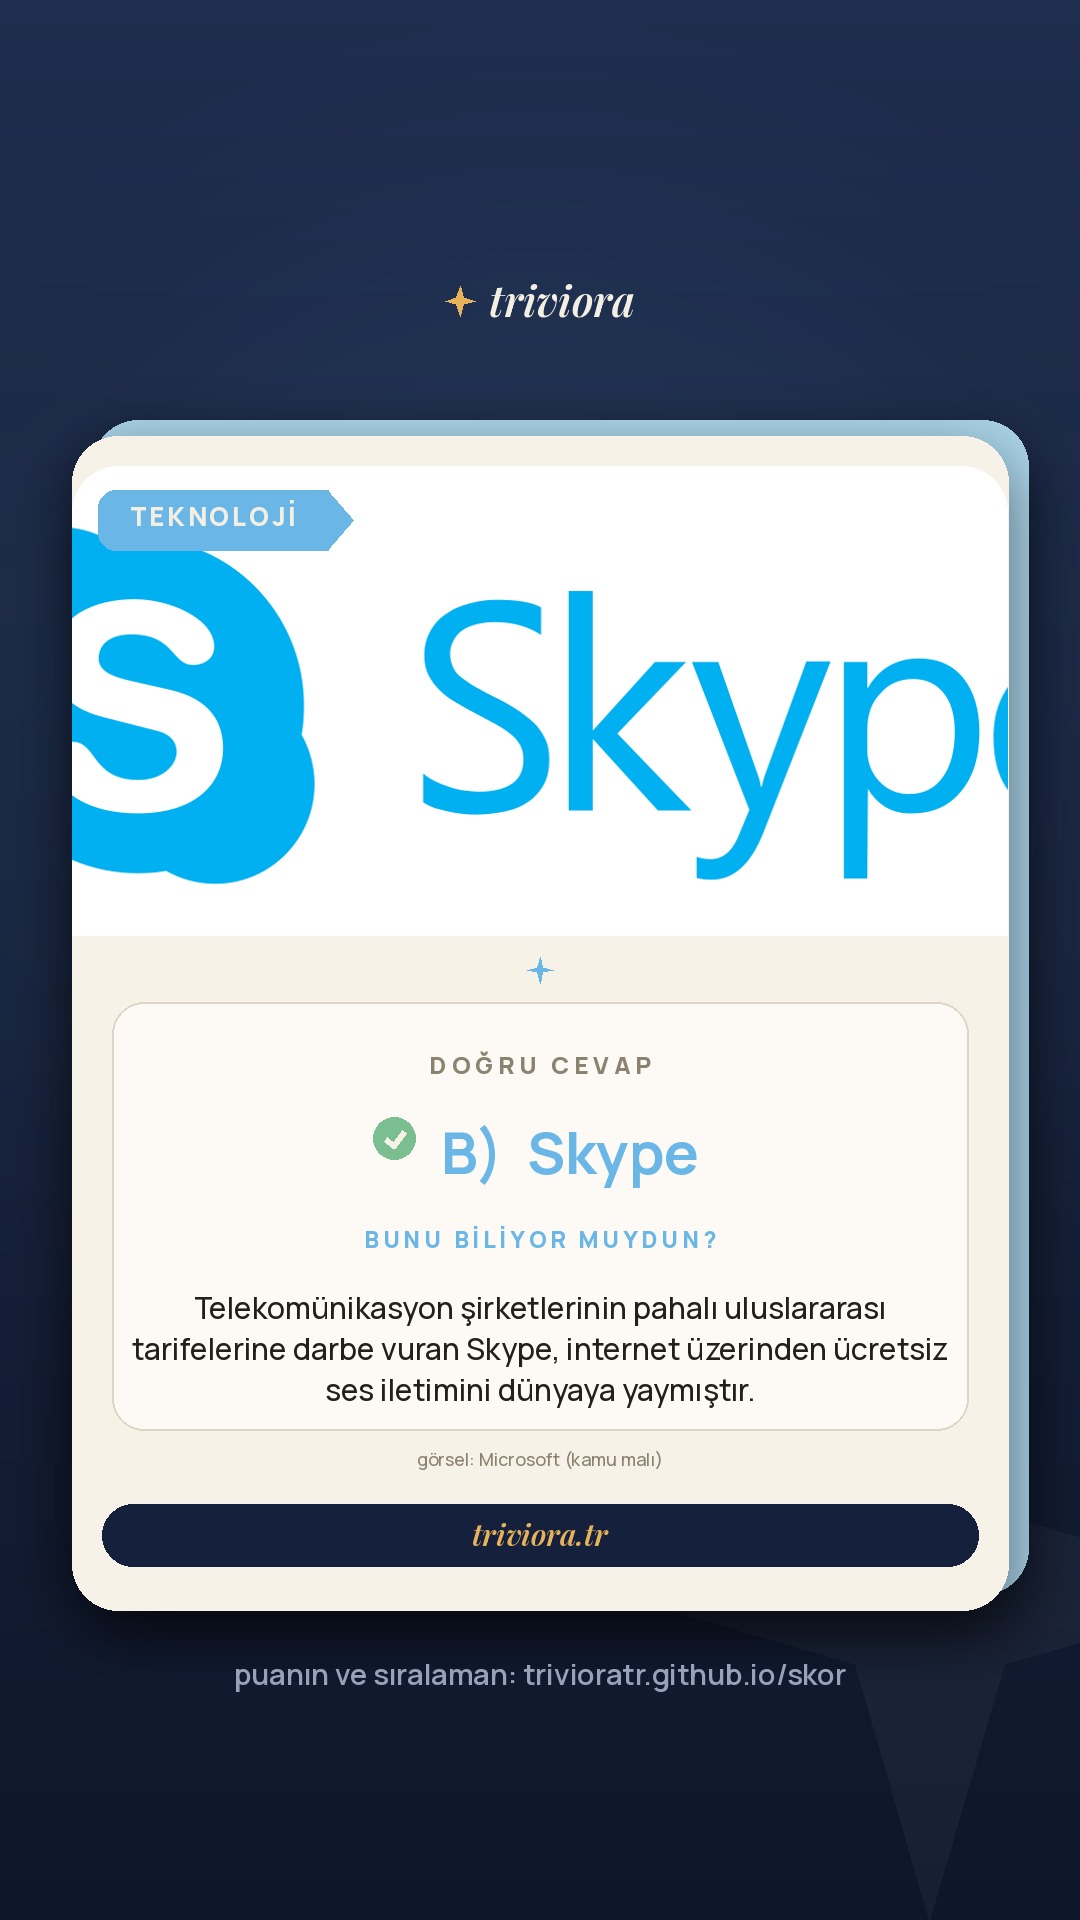 triviora
TEKNOLOJİ
S Skype
DOĞRU CEVAP
B) Skype
BUNU BİLİYOR MUYDUN?
Telekomünikasyon şirketlerinin pahalı uluslararası
tarifelerine darbe vuran Skype, internet üzerinden ücretsiz
ses iletimini dünyaya yaymıştır.
görsel: Microsoft (kamu malı)
triviora.tr
puanın ve sıralaman: trivioratr.github.io/skor